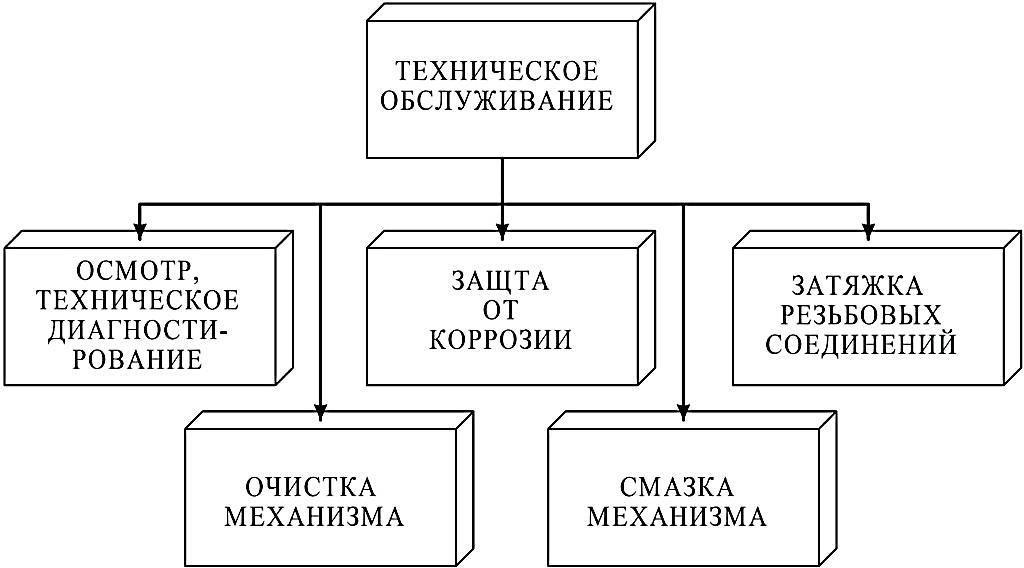 ТЕХНИЧЕСКОЕ
ОБСЛУЖИВАНИЕ
ОСМОТР,
ТЕХНИЧЕСКОЕ
ДИАГНОСТИ-
РОВАНИЕ
ЗАЩТА
ОТ
КОРРОЗИИ
ЗАТЯЖКА
РЕЗЬБОВЫХ
СОЕДИНЕНИЙ
ОЧИСТКА
МЕХАНИЗМА
СМАЗКА
МЕХАНИЗМА